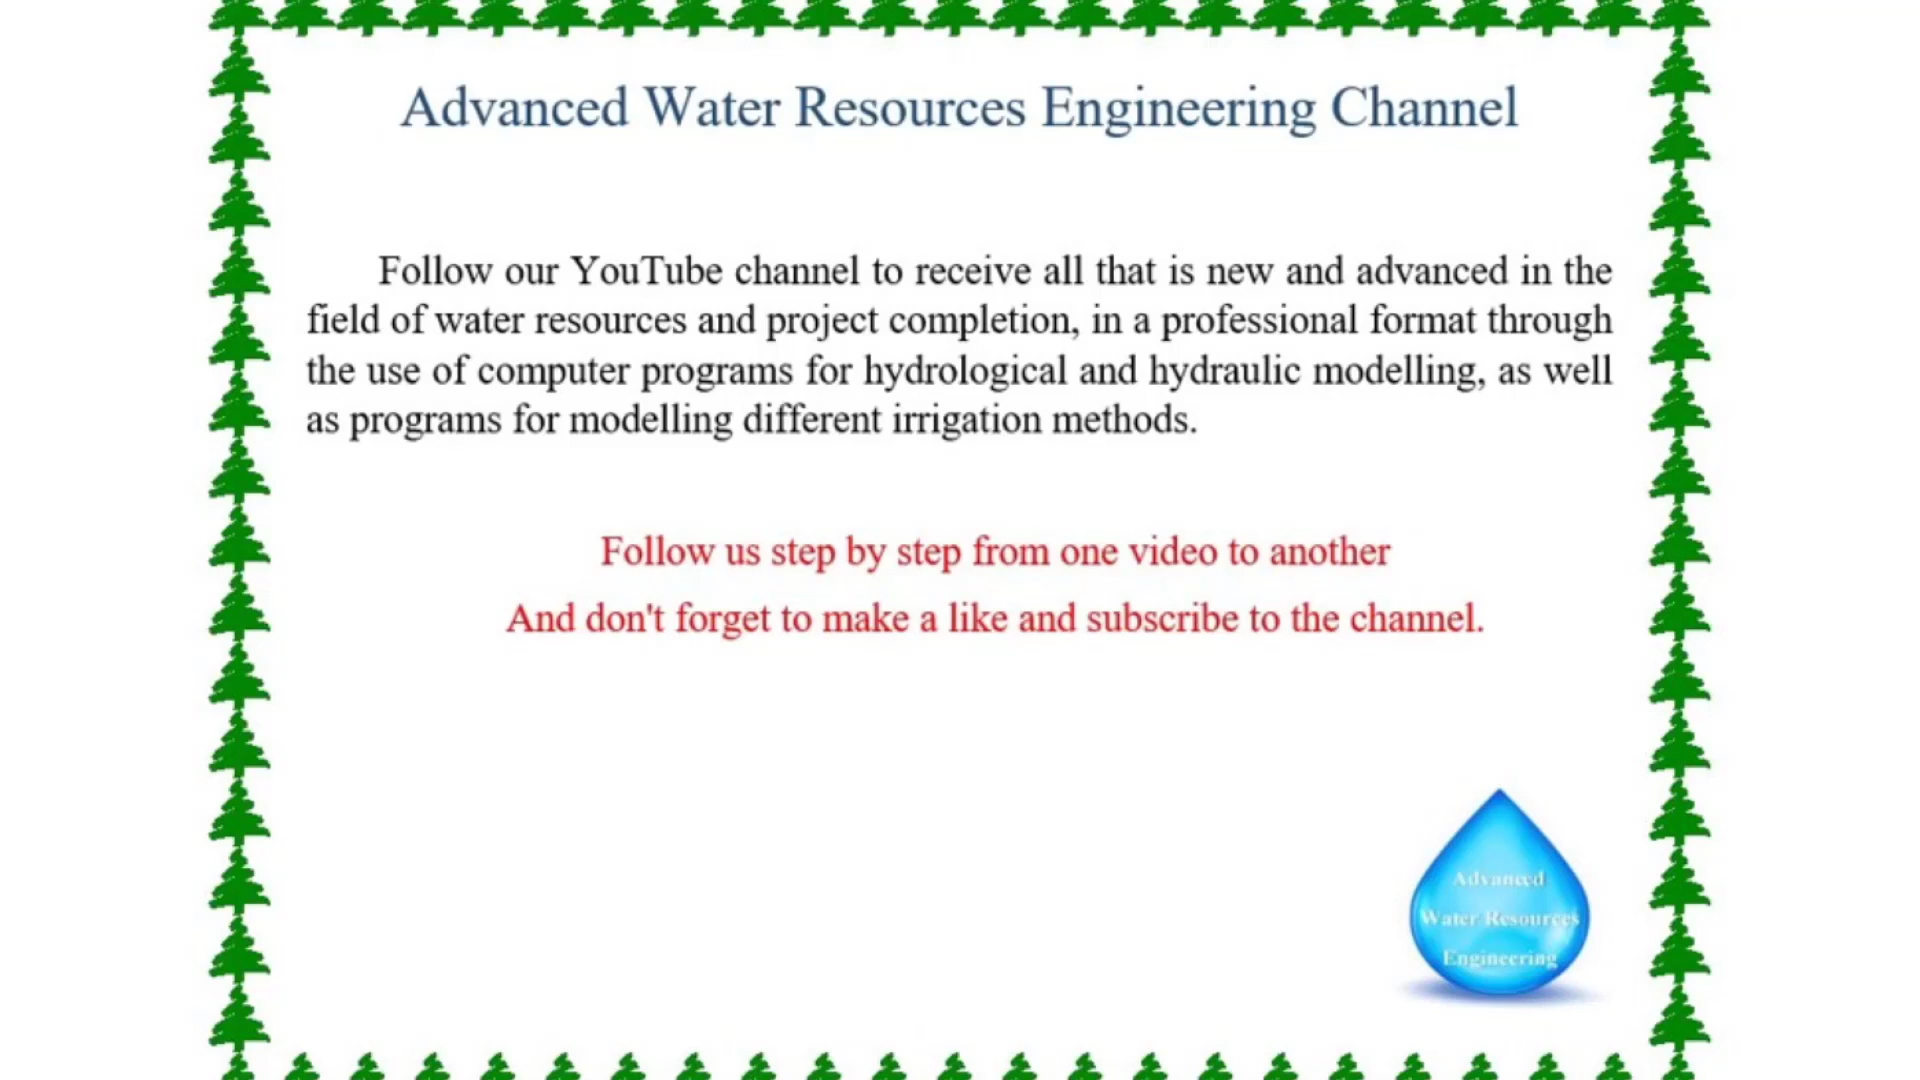 Advanced Water Resources Engineering Channel
Follow our YouTube channel to receive all that is new and advanced in the
field of water resources and project completion, in a professional format through
the use of computer programs for hydrological and hydraulic modelling, as well
as programs for modelling different irrigation methods.
Follow us step by step from one video to another
And don't forget to make a like and subscribe to the channel.
Advanced
Water Resources
Engineering